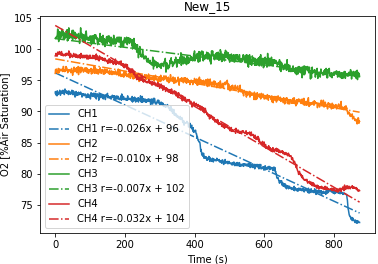 New_15
O2 [%Air Saturation]
105
100
95
90
85
80
75
CH1
CH1 r=-0.026x + 96
CH2
CH2 r=-0.010x + 98
CH3
CH3 r=-0.007x + 102
CH4
CH4 r=-0.032x + 104
0 200 400 600 800
Time (s)